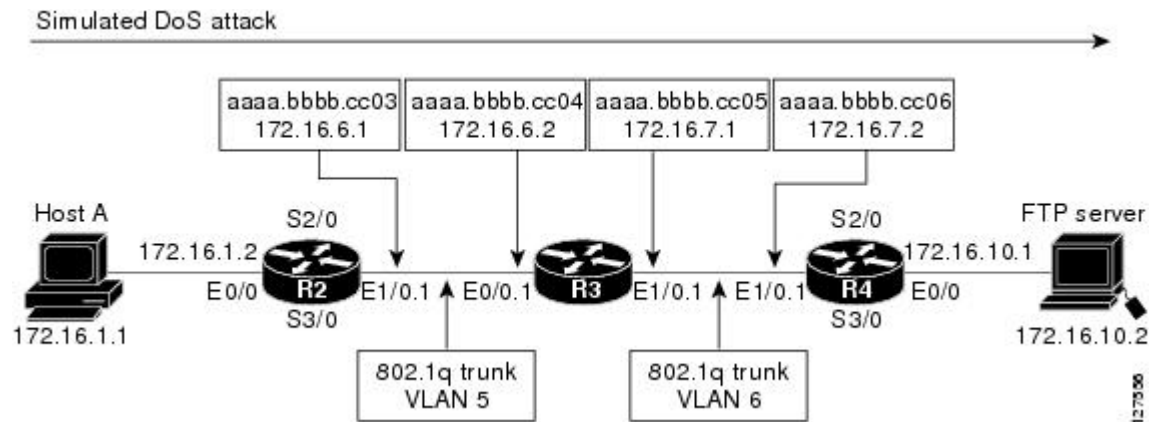 Simulated DoS attack
aaaa.bbbb.cc03
172.16.6.1
aaaa.bbbb.cc04
172.16.6.2
aaaa.bbbb.cc05
172.16.7.1
aaaa.bbbb.cc06
172.16.7.2
Host A
172.16.1.1
172.16.1.2
E0/0
S2/0
R2
S3/0
E1/0.1
E0/0.1
R3
E1/0.1
E1/0.1
S2/0
R4
S3/0
172.16.10.1
E0/0
FTP server
172.16.10.2
802.1q trunk
VLAN 5
802.1q trunk
VLAN 6
127556